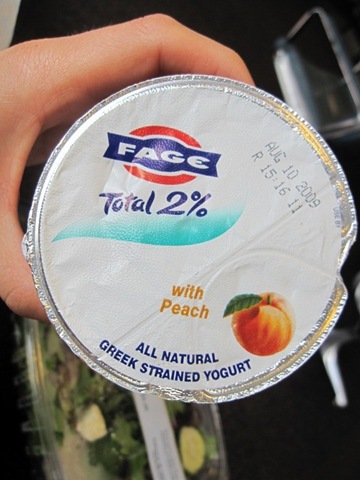 FAGE
Total 2%
AUG 10 2009
R 15:16 11
with
Peach
ALL NATURAL
GREEK STRAINED YOGURT